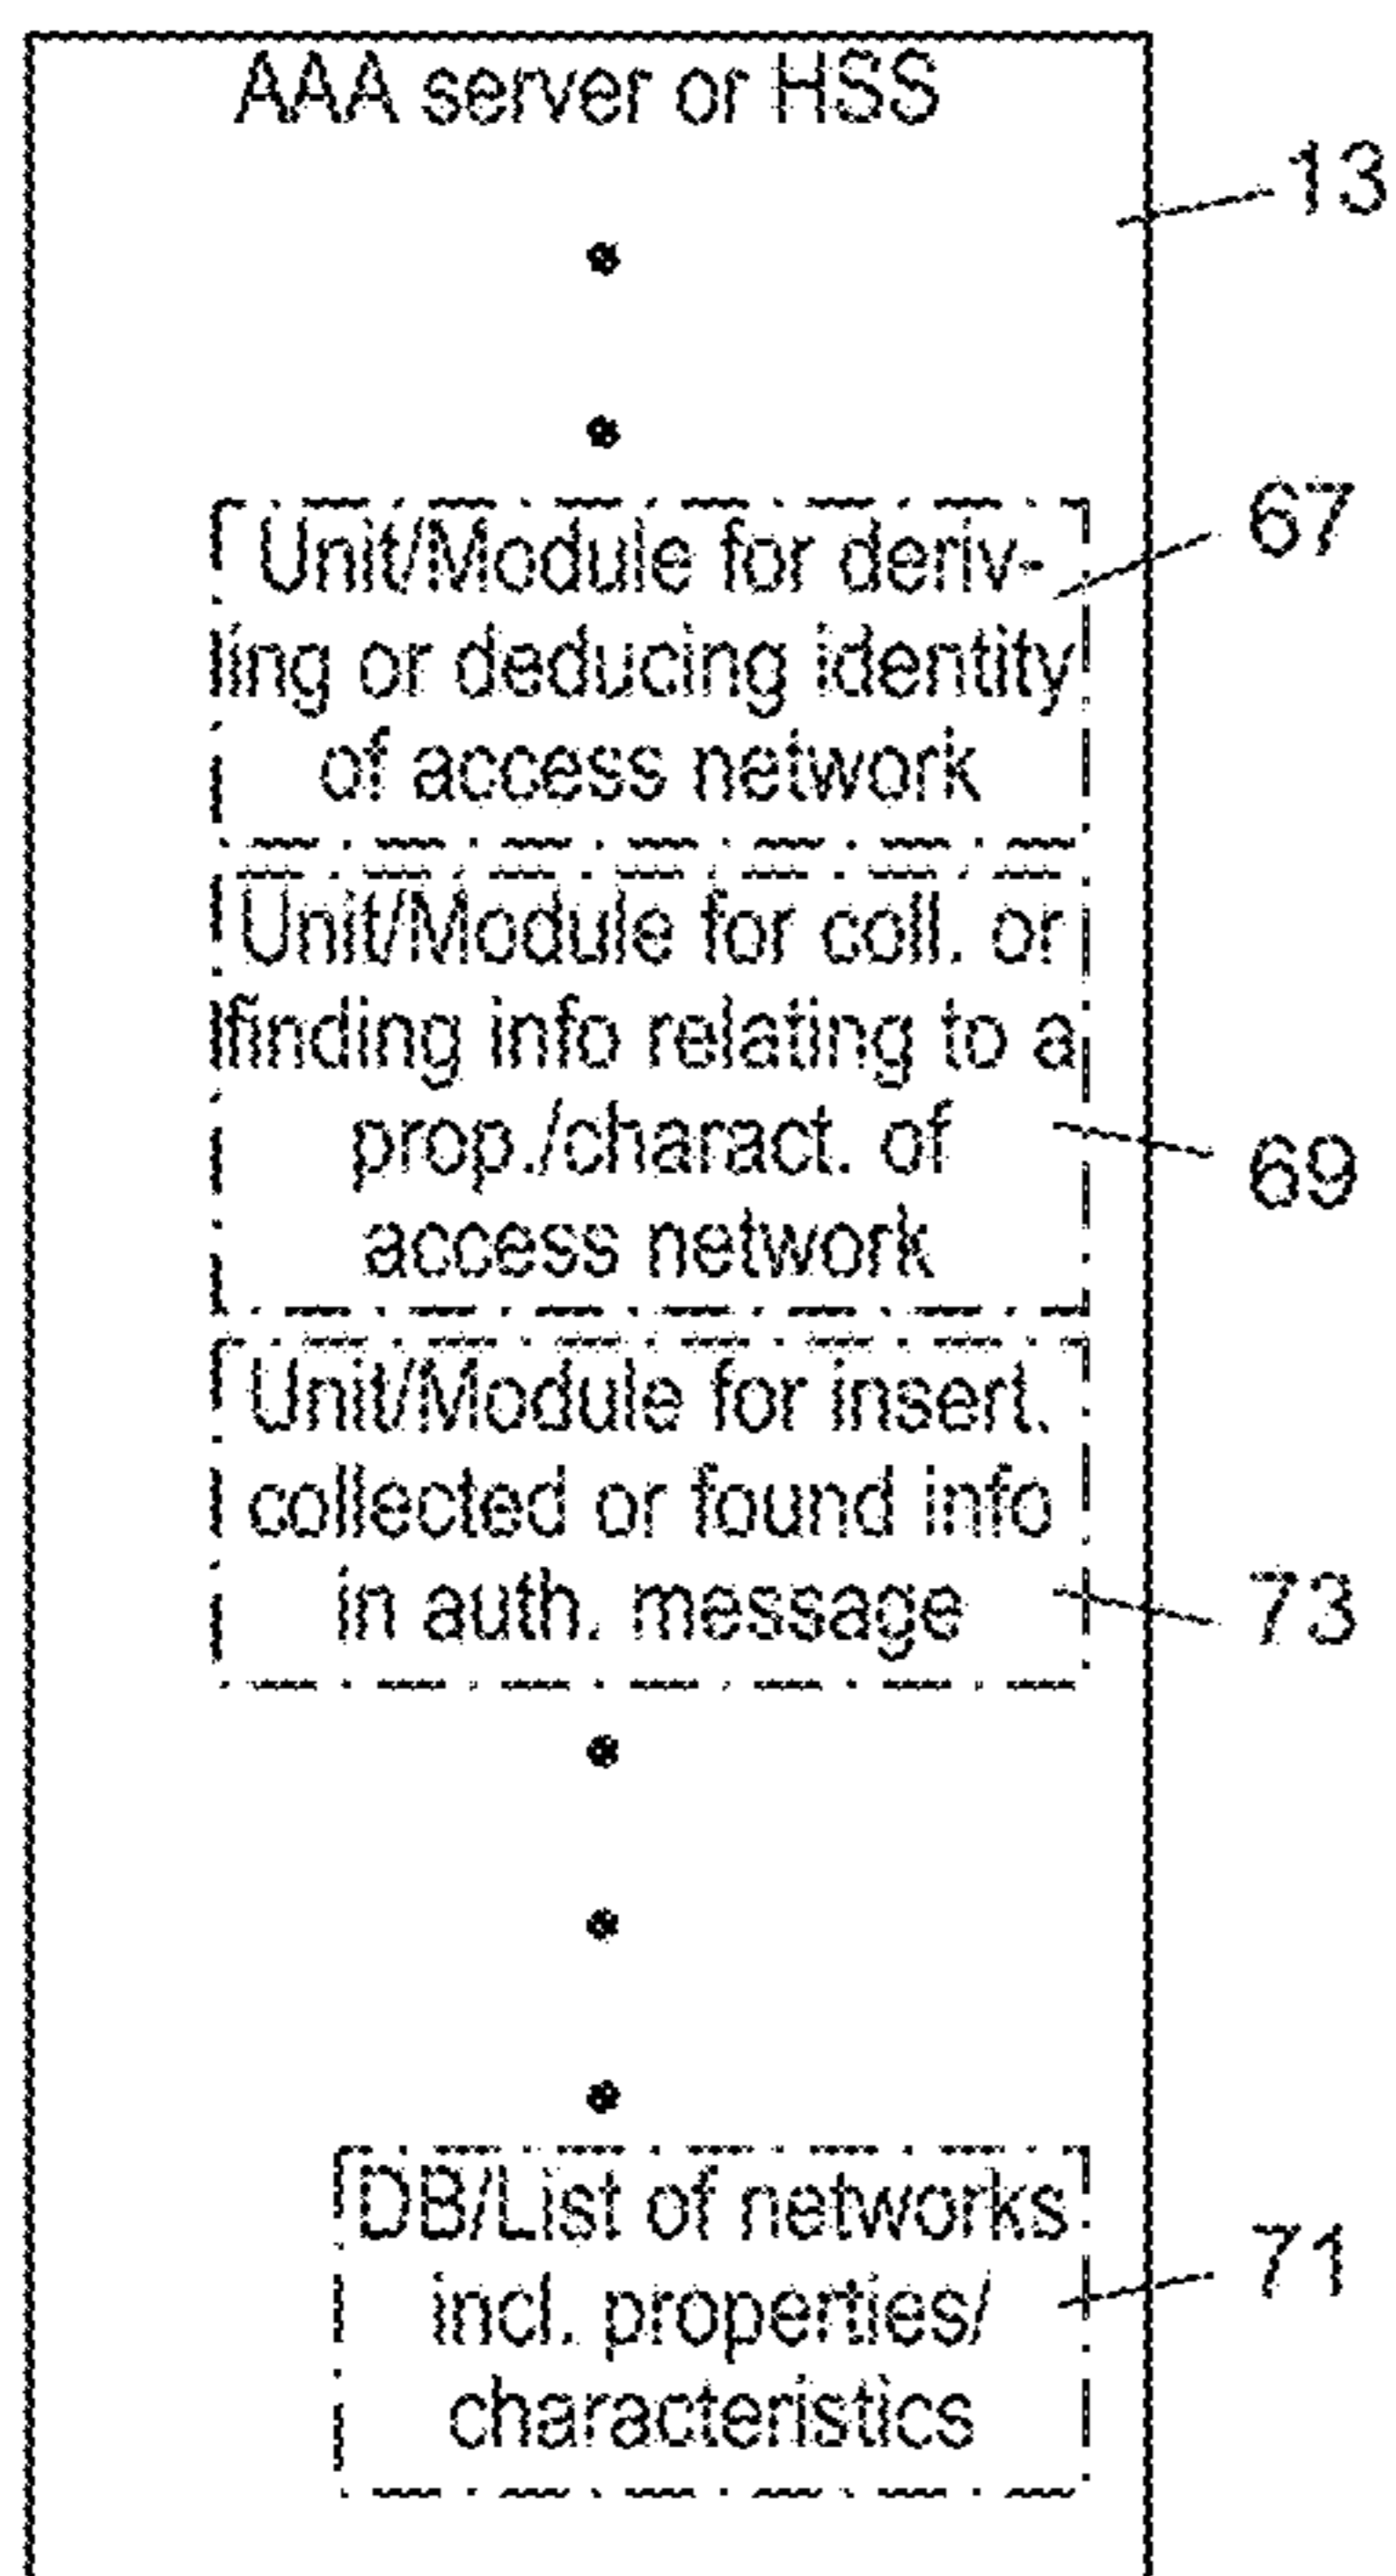 AAA server or HSS
13
Unit/Module for deriv-
ing or deducing identity
of access network
67
Unit/Module for coll. or
finding info relating to a
prop./charact. of
access network
69
Unit/Module for insert.
collected or found info
in auth. message
73
DB/List of networks
incl. properties/
characteristics
71